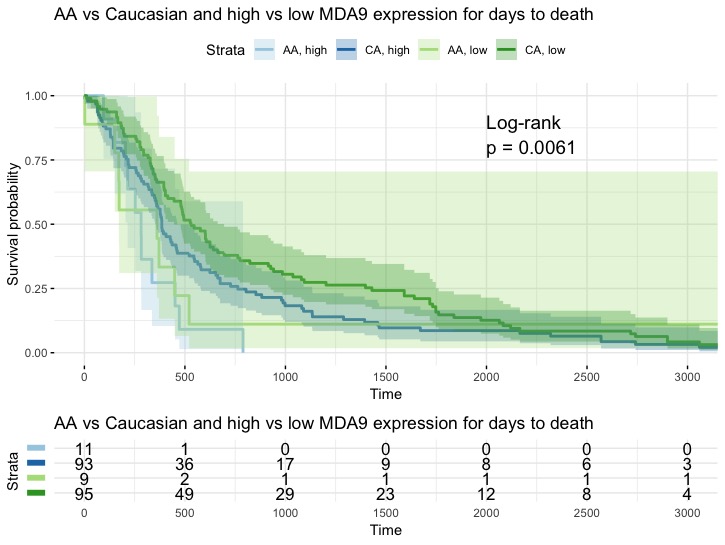 AA vs Caucasian and high vs low MDA9 expression for days to death
Strata AA, high CA, high AA, low CA, low
Survival probability
1.00
0.75
0.50
0.25
0.00
Log-rank
p = 0.0061
0 500 1000 1500 2000 2500 3000
Time
AA vs Caucasian and high vs low MDA9 expression for days to death
Strata
11 1 0 0 0 0 0
93 36 17 9 8 6 3
9 2 1 1 1 1 1
95 49 29 23 12 8 4
0 500 1000 1500 2000 2500 3000
Time